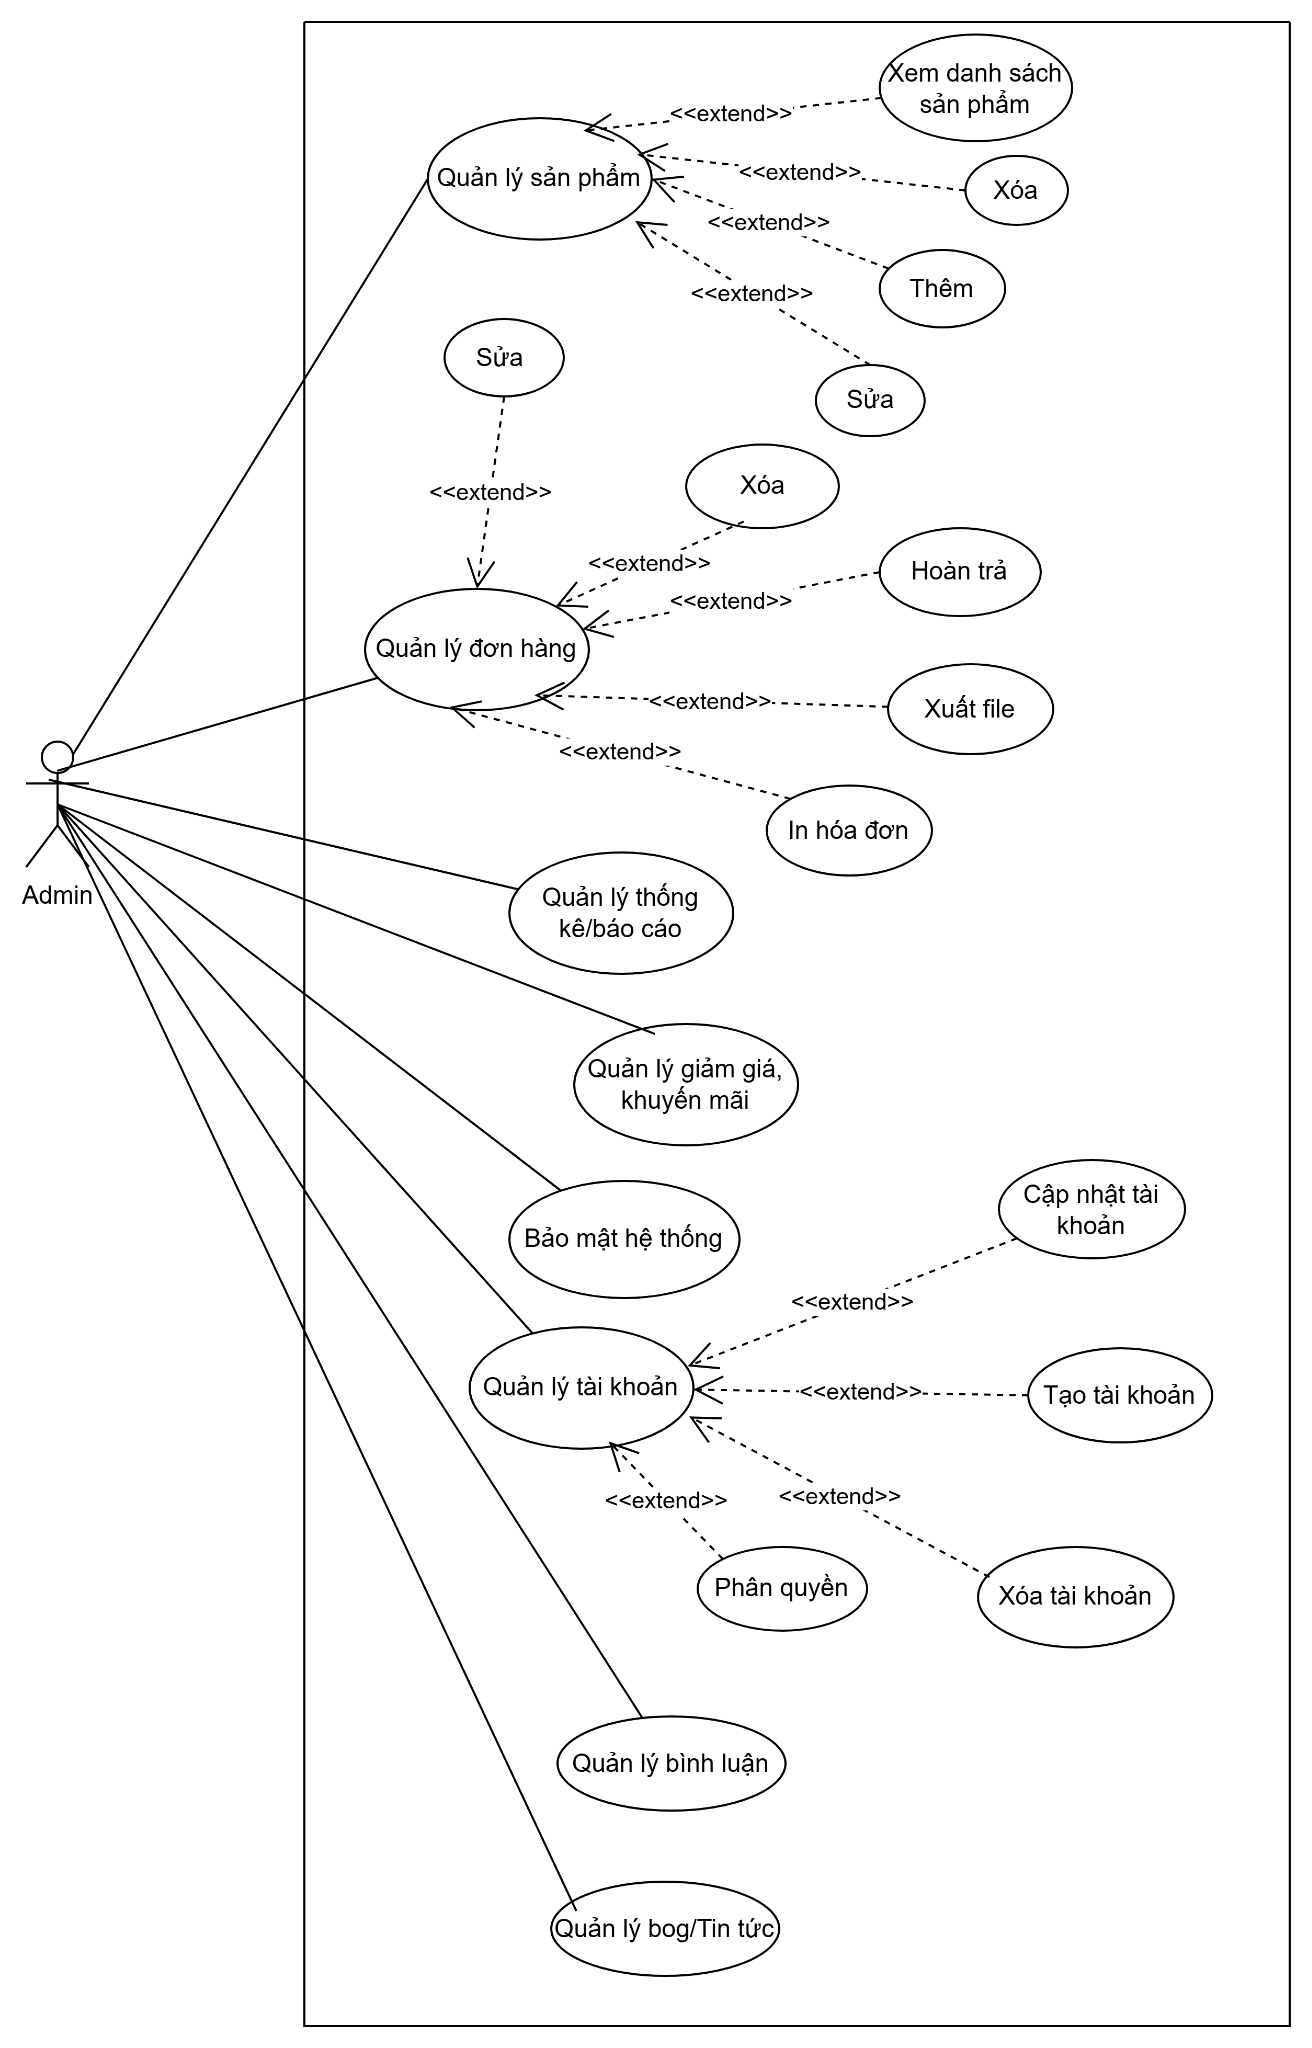 Xem danh sách
sản phẩm
<<extend>>
Quản lý sản phẩm
<<extend>>
Xóa
<<extend>>
Thêm
<<extend>>
Sửa
Sửa
<<extend>>
Xóa
<<extend>>
Hoàn trả
<<extend>>
Quản lý đơn hàng
<<extend>>
Xuất file
<<extend>>
In hóa đơn
Admin
Quản lý thống
kê/báo cáo
Quản lý giảm giá,
khuyến mãi
Bảo mật hệ thống
Cập nhật tài
khoản
<<extend>>
Quản lý tài khoản
<<extend>>
Tạo tài khoản
<<extend>>
<<extend>>
Phân quyền
Xóa tài khoản
Quản lý bình luận
Quản lý bog/Tin tức